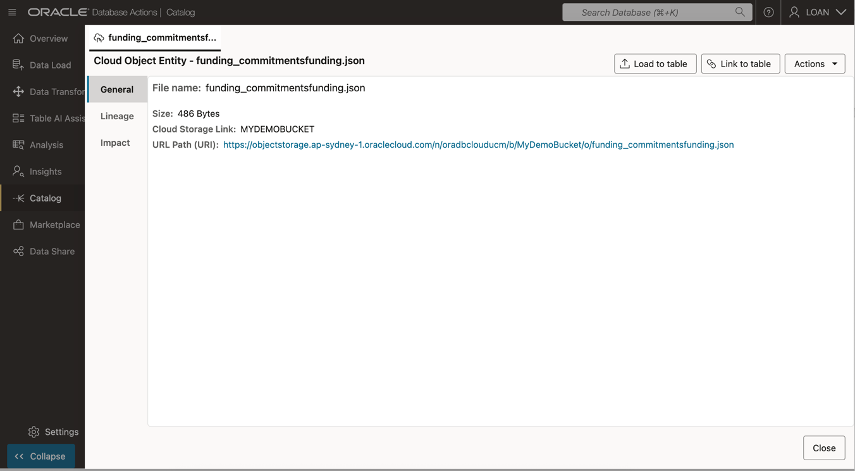 ORACLE Database Actions | Catalog
Search Database (⌘+K)
LOAN
Overview
Data Load
Data Transfor
Table AI Assis
Analysis
Insights
Catalog
Marketplace
Data Share
Settings
Collapse
funding_commitmentsf...
Cloud Object Entity - funding_commitmentsfunding.json
Load to table
Link to table
Actions
General
Lineage
Impact
File name: funding_commitmentsfunding.json
Size: 486 Bytes
Cloud Storage Link: MYDEMOBUCKET
URL Path (URI): https://objectstorage.ap-sydney-1.oraclecloud.com/n/oradbclouducm/b/MyDemoBucket/o/funding_commitmentsfunding.json
Close